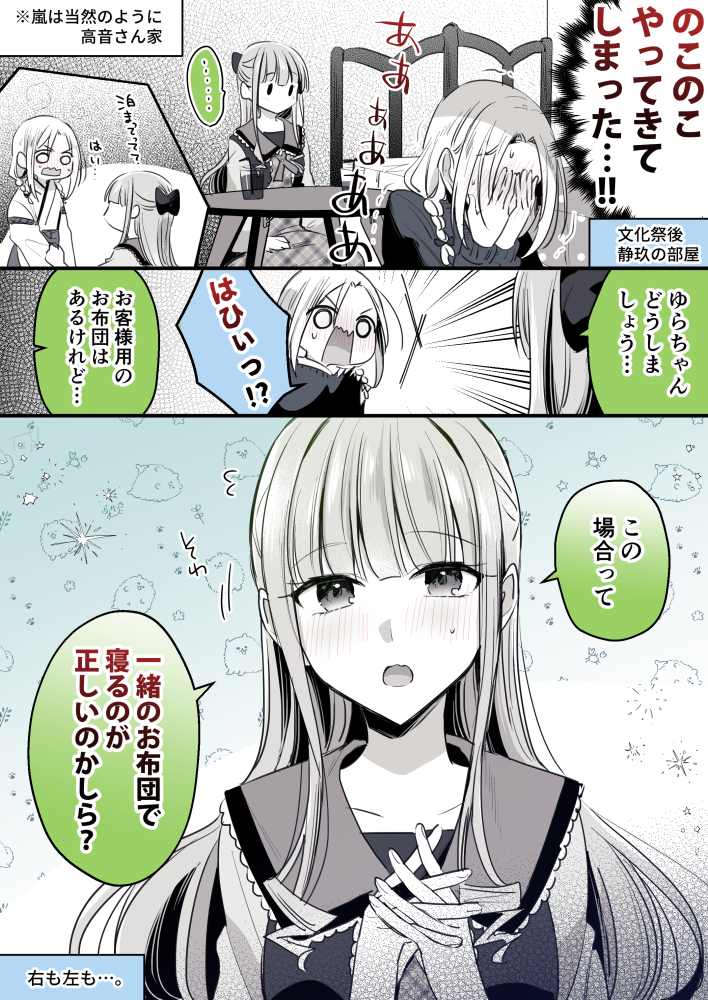 のこのこ
やってきて
しまった…!!
文化祭後
静玖の部屋
ああ
ああ
ああ
……
※嵐は当然のように
高音さん家
泊まってて
はい…
ゆらちゃん
どうしま
しょう…
はひぃっ!?
お客様用の
お布団は
あるけれど…
この
場合って
そわ
一緒のお布団で
寝るのが
正しいのかしら?
右も左も…。